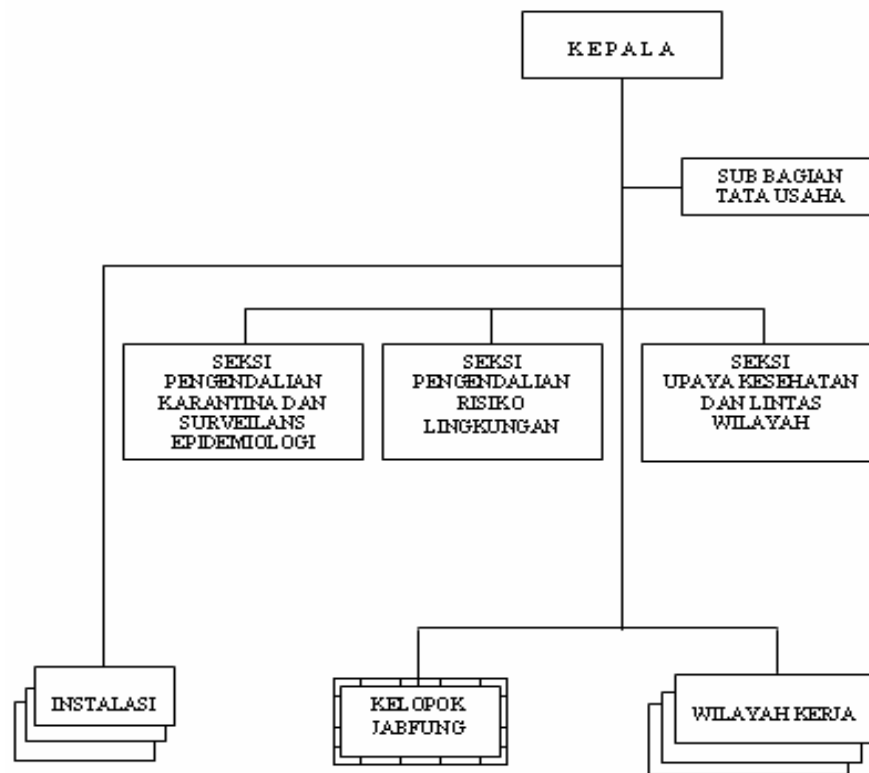 K E P A L A
SUB BAGIAN
TATA USAHA
SEKSI
PENGENDALIAN
KARANTINA DAN
SURVEILANS
EPIDEMIOLOGI
SEKSI
PENGENDALIAN
RISIKO
LINGKUNGAN
SEKSI
UPAYA KESEHATAN
DAN LINTAS
WILAYAH
INSTALASI
KELOPOK
JABFUNG
WILAYAH KERJA